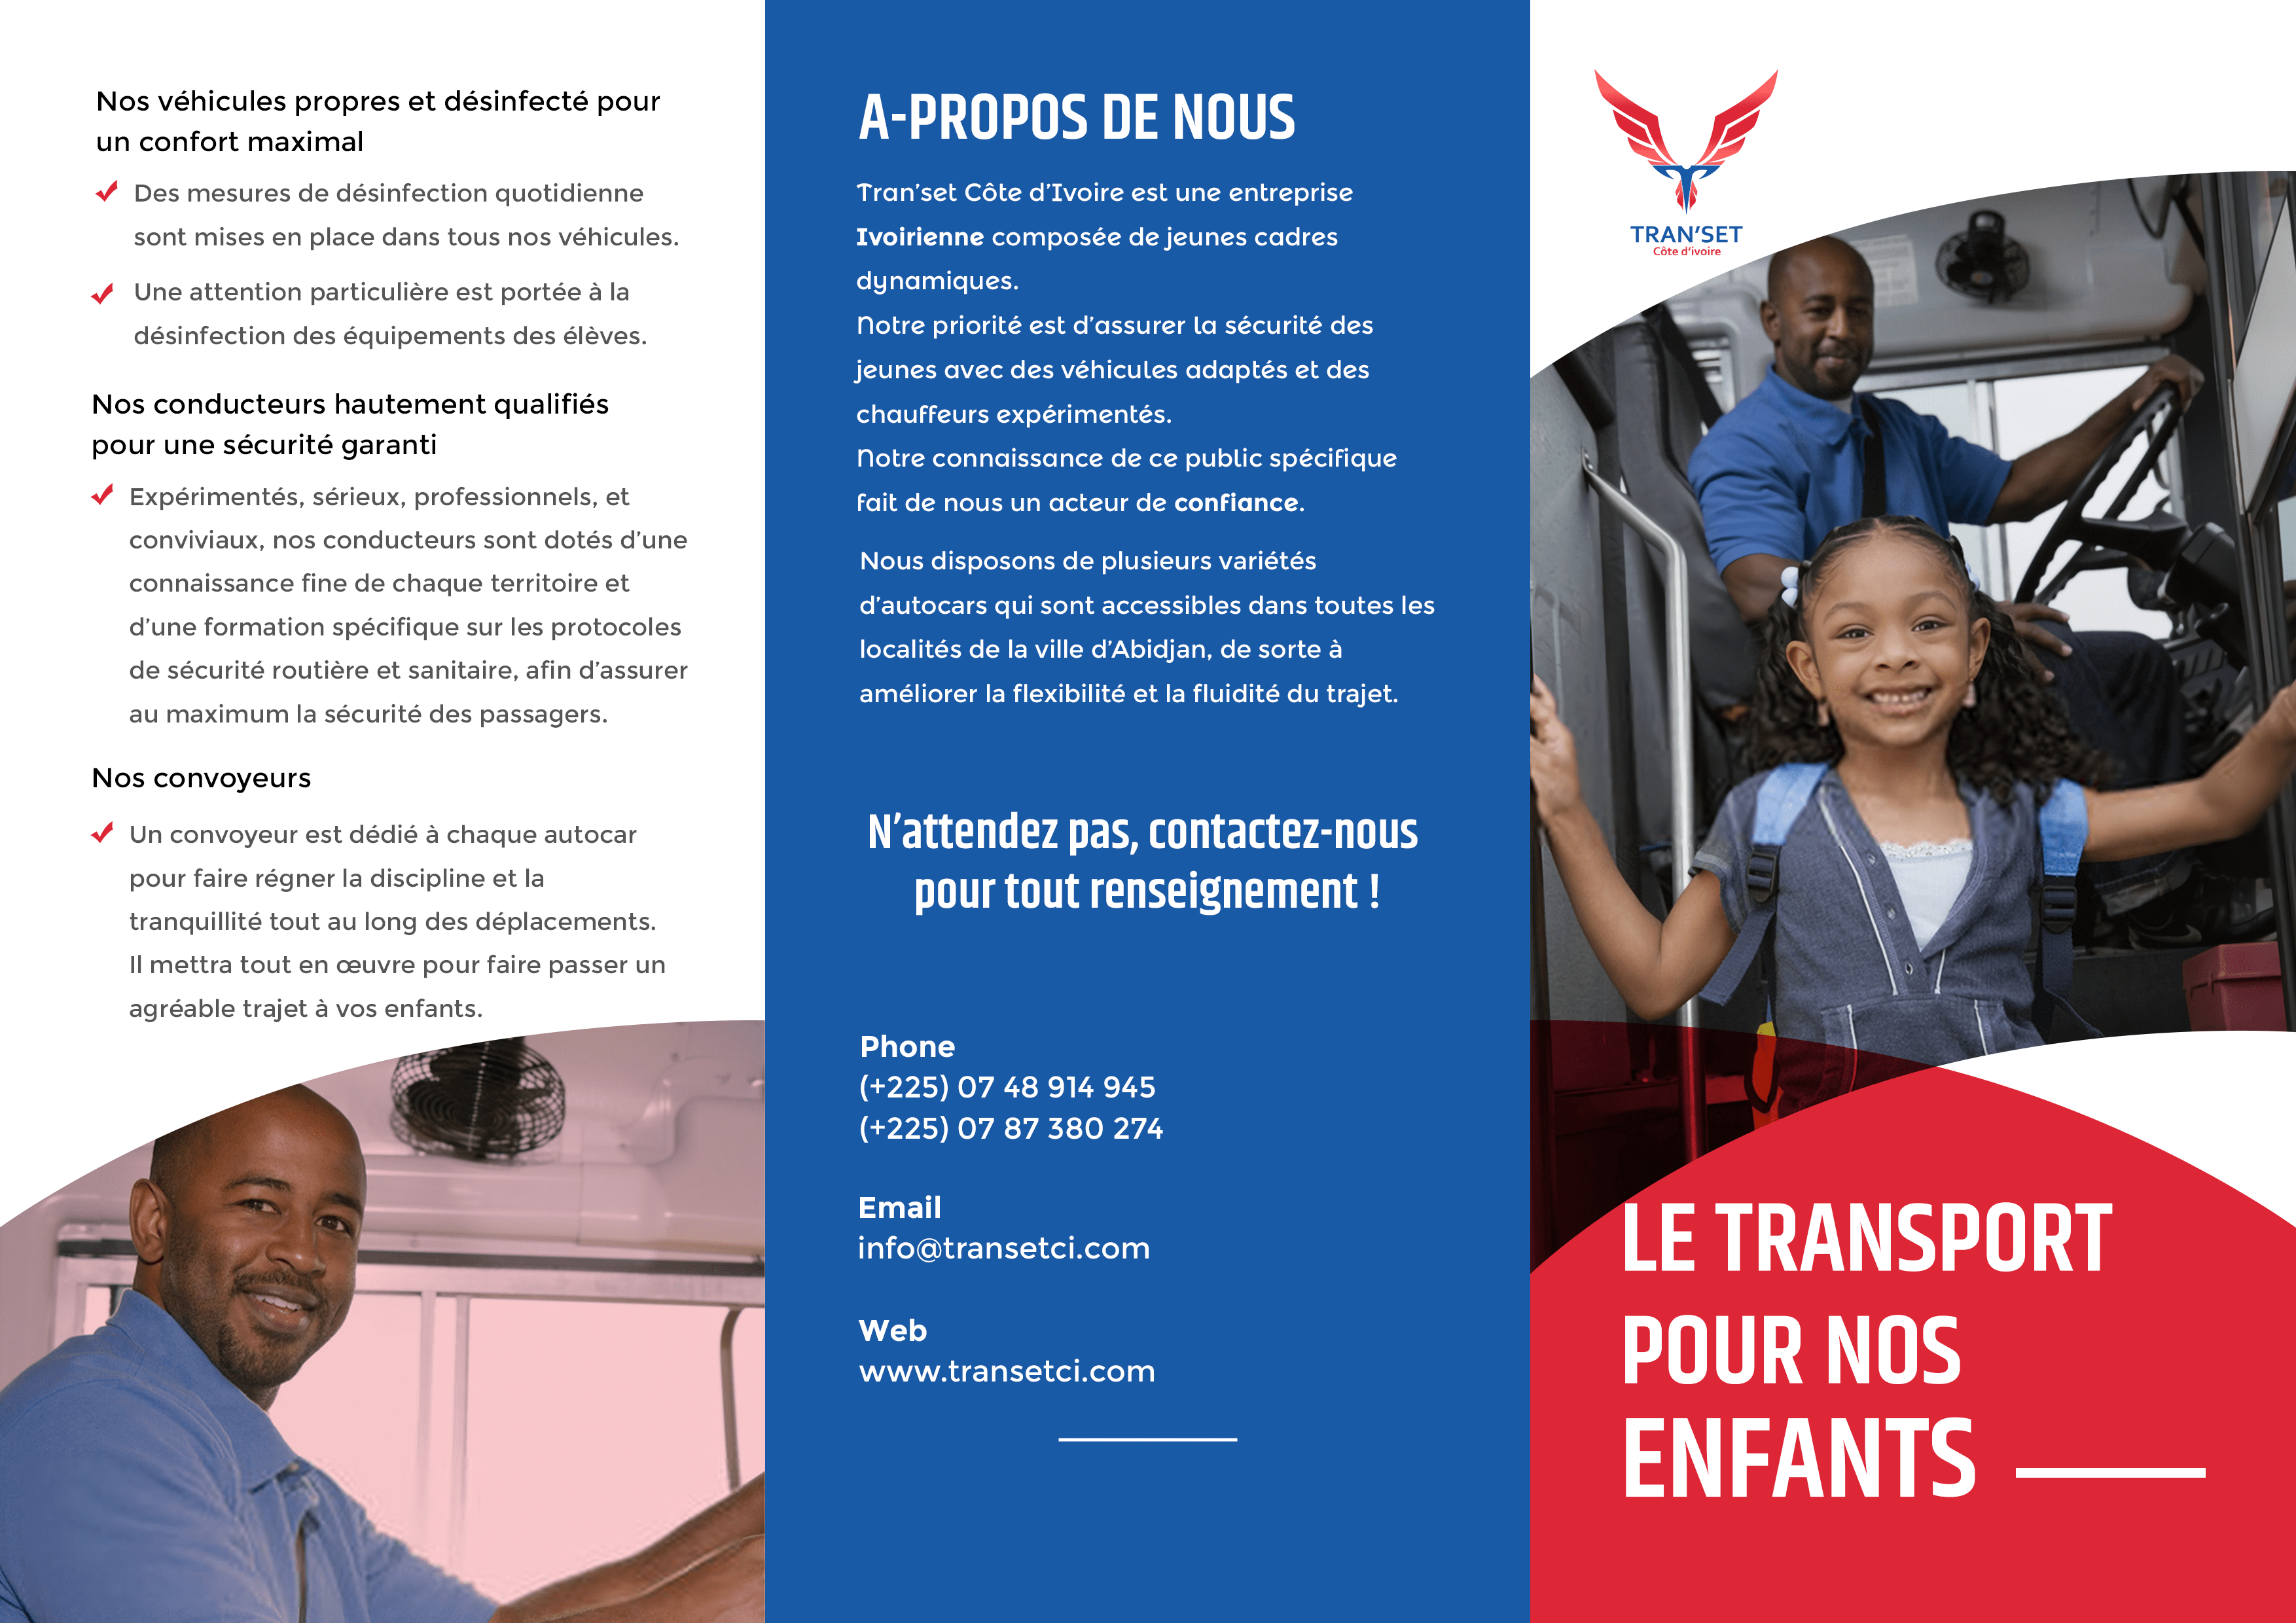 Nos véhicules propres et désinfecté pour
un confort maximal
Des mesures de désinfection quotidienne
sont mises en place dans tous nos véhicules.
Une attention particulière est portée à la
désinfection des équipements des élèves.
Nos conducteurs hautement qualifiés
pour une sécurité garanti
Expérimentés, sérieux, professionnels, et
conviviaux, nos conducteurs sont dotés d'une
connaissance fine de chaque territoire et
d'une formation spécifique sur les protocoles
de sécurité routière et sanitaire, afin d'assurer
au maximum la sécurité des passagers.
Nos convoyeurs
Un convoyeur est dédié à chaque autocar
pour faire régner la discipline et la
tranquillité tout au long des déplacements.
Il mettra tout en œuvre pour faire passer un
agréable trajet à vos enfants.
A-PROPOS DE NOUS
Tran'set Côte d'Ivoire est une entreprise
Ivoirienne composée de jeunes cadres
dynamiques.
Notre priorité est d'assurer la sécurité des
jeunes avec des véhicules adaptés et des
chauffeurs expérimentés.
Notre connaissance de ce public spécifique
fait de nous un acteur de confiance.
Nous disposons de plusieurs variétés
d'autocars qui sont accessibles dans toutes les
localités de la ville d'Abidjan, de sorte à
améliorer la flexibilité et la fluidité du trajet.
N'attendez pas, contactez-nous
pour tout renseignement !
Phone
(+225) 07 48 914 945
(+225) 07 87 380 274
Email
info@transetci.com
Web
www.transetci.com
TRAN'SET
Côte d'ivoire
LE TRANSPORT
POUR NOS
ENFANTS